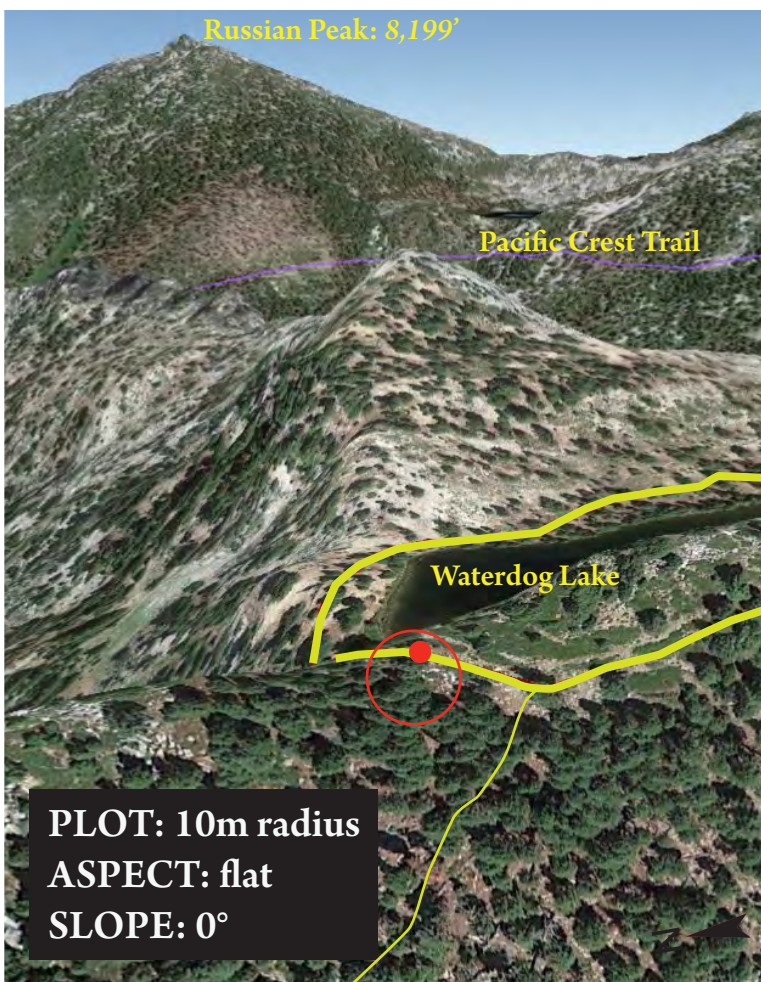 Russian Peak: 8,199’
Pacific Crest Trail
Waterdog Lake
PLOT: 10m radius
ASPECT: flat
SLOPE: 0°
Z